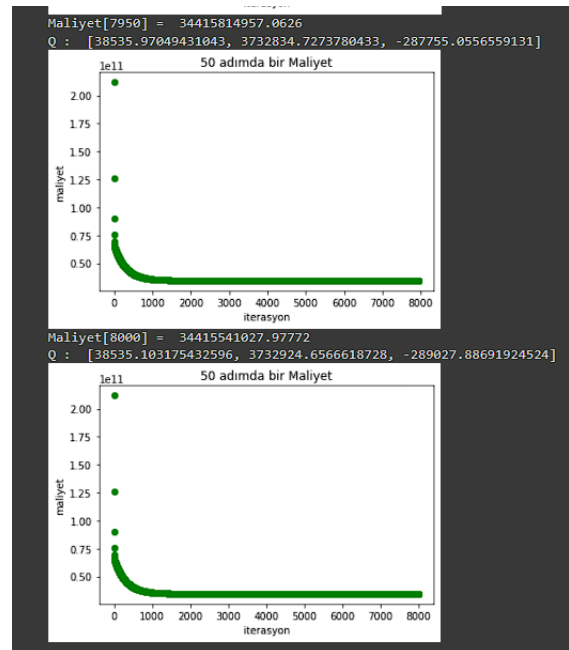 Maliyet[7950] =  34415814957.0626
Q :  [38535.97049431043, 3732834.7273780433, -287755.0556559131]
50 adımda bir Maliyet
1e11
2.00
1.75
1.50
1.25
1.00
0.75
0.50
maliyet
0 1000 2000 3000 4000 5000 6000 7000 8000
iterasyon
Maliyet[8000] =  34415541027.97772
Q :  [38535.103175432596, 3732924.6566618728, -289027.88691924524]
50 adımda bir Maliyet
1e11
2.00
1.75
1.50
1.25
1.00
0.75
0.50
maliyet
0 1000 2000 3000 4000 5000 6000 7000 8000
iterasyon